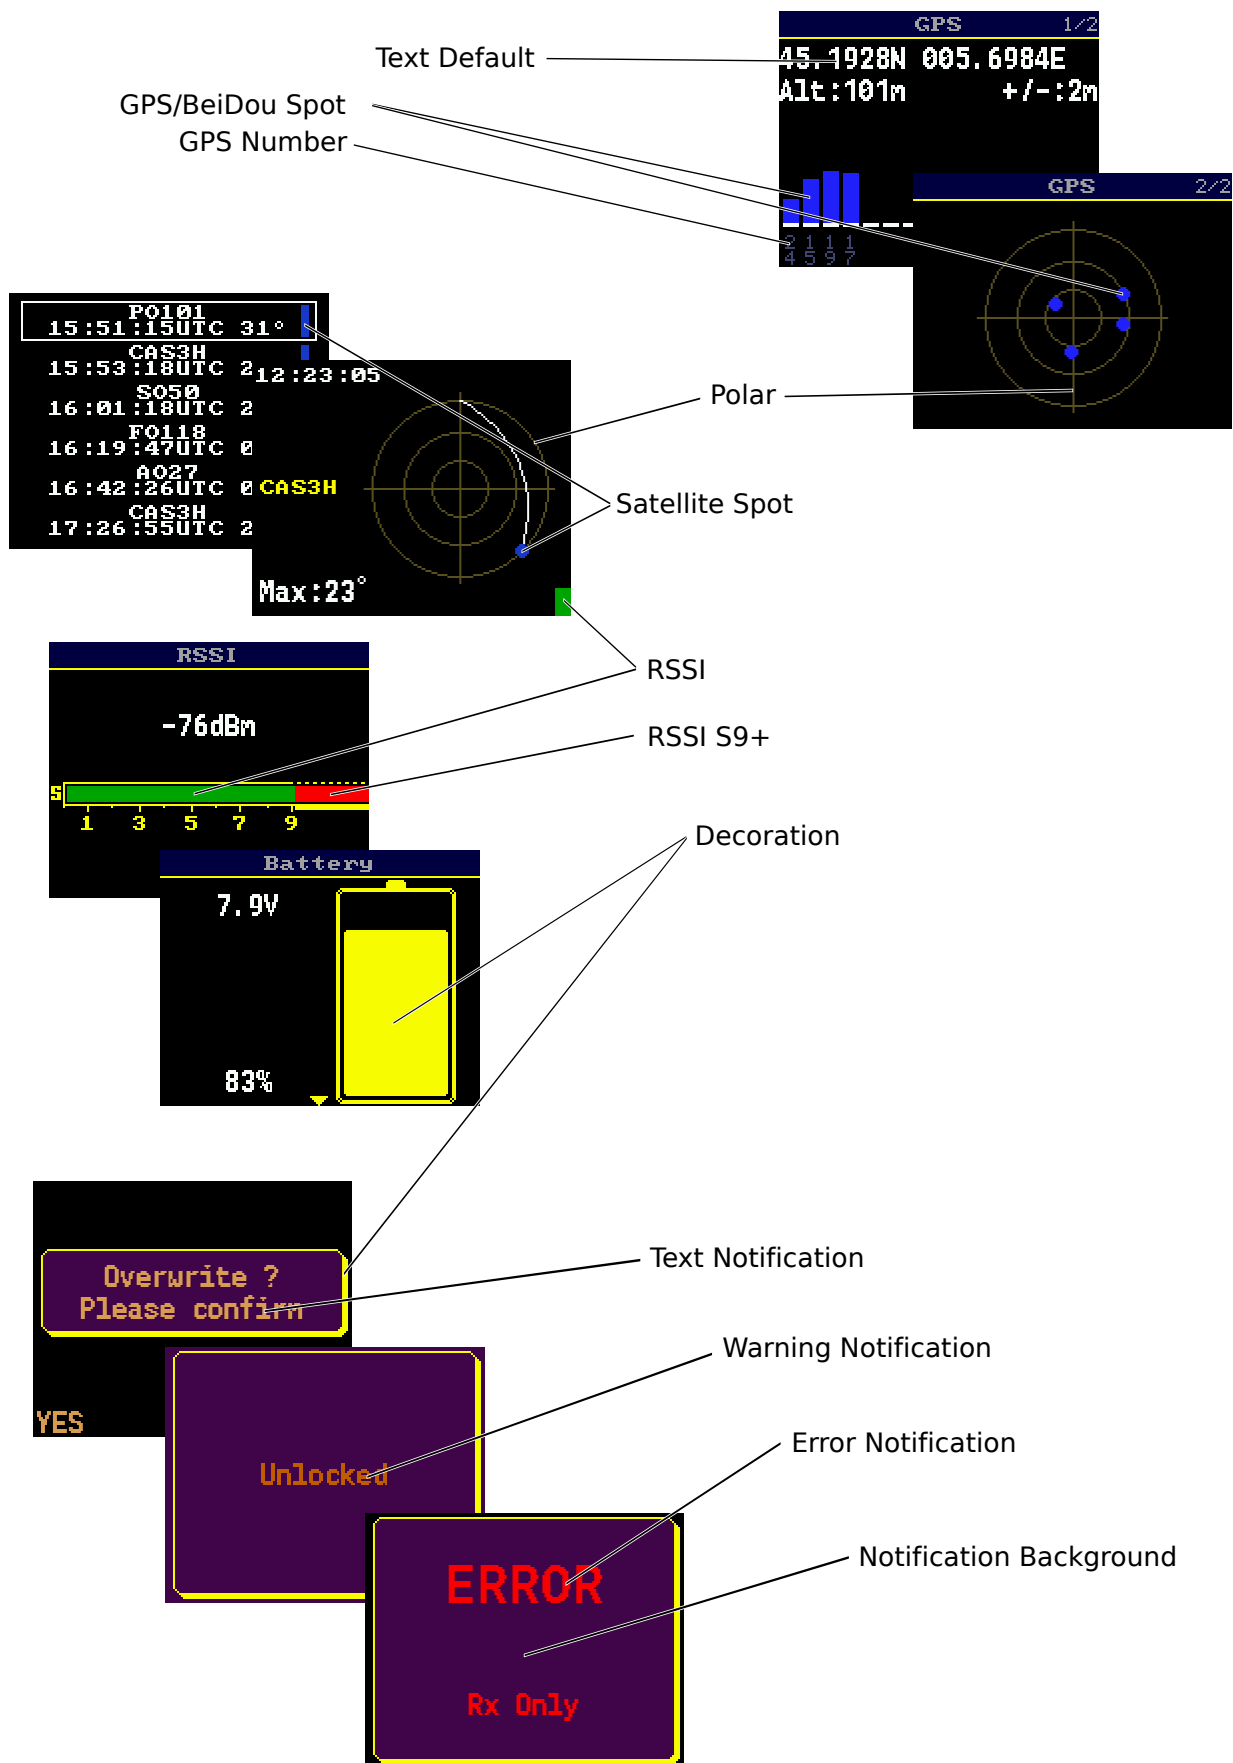 GPS 1/2
Text Default
45.1928N 005.6984E
Alt:101m +/-:2m
GPS/BeiDou Spot
GPS Number
GPS 2/2
2 1 1 1
4 5 9 7
PO101
15:51:15UTC 31°
CAS3H
15:53:18UTC 2
12:23:05
SO50
16:01:18UTC 2
Polar
FO118
16:19:47UTC 0
AO27
16:42:26UTC 0
CAS3H
CAS3H
17:26:55UTC 2
Satellite Spot
Max:23°
RSSI
RSSI
-76dBm
RSSI S9+
S
1 3 5 7 9
Decoration
Battery
7.9V
83%
Text Notification
Overwrite ?
Please confirm
Warning Notification
YES
Error Notification
Unlocked
Notification Background
ERROR
Rx Only